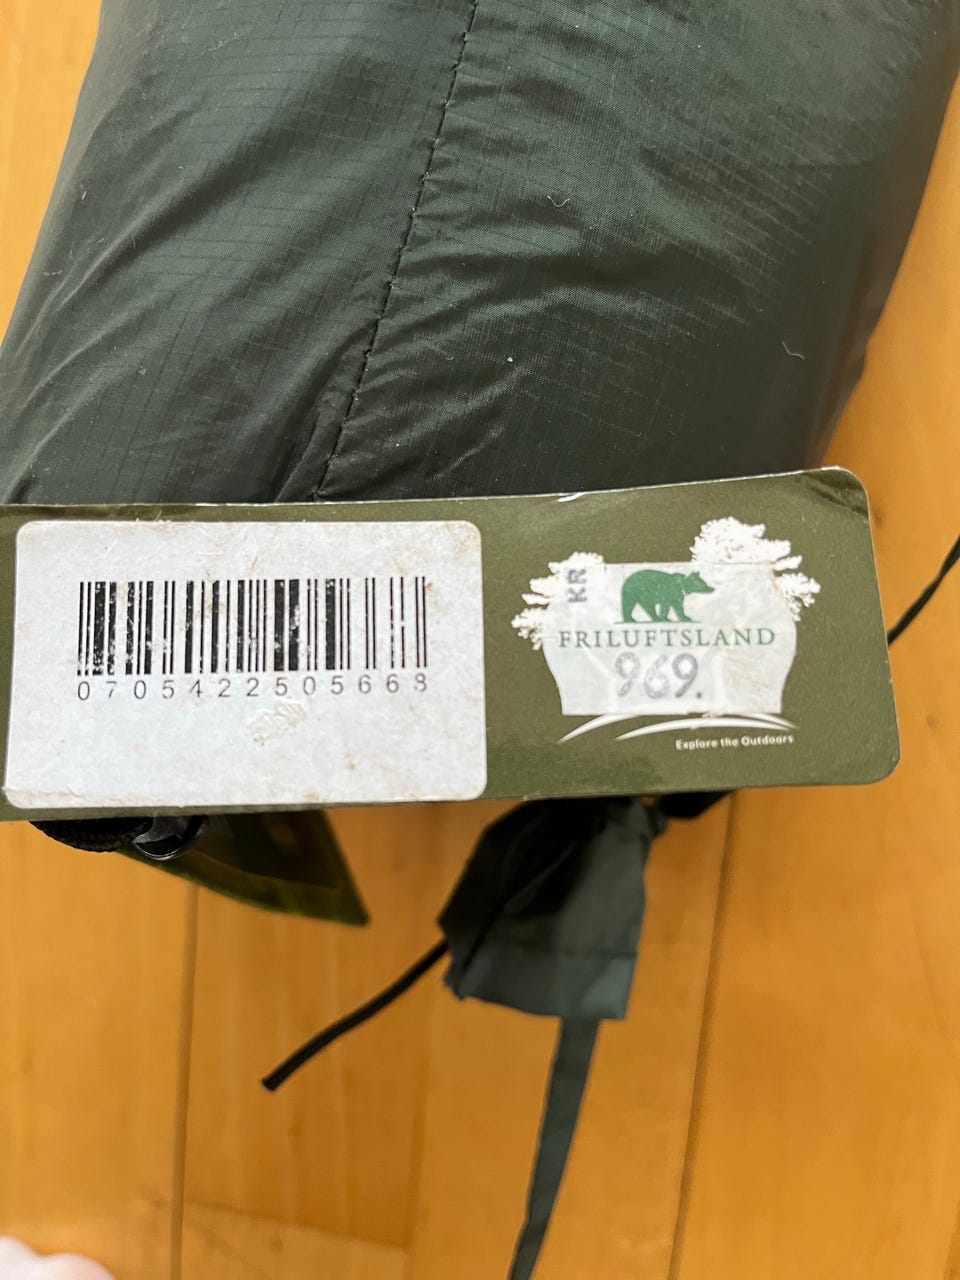 0705422505668
KR
FRILUFTSLAND
969.
Explore the Outdoors